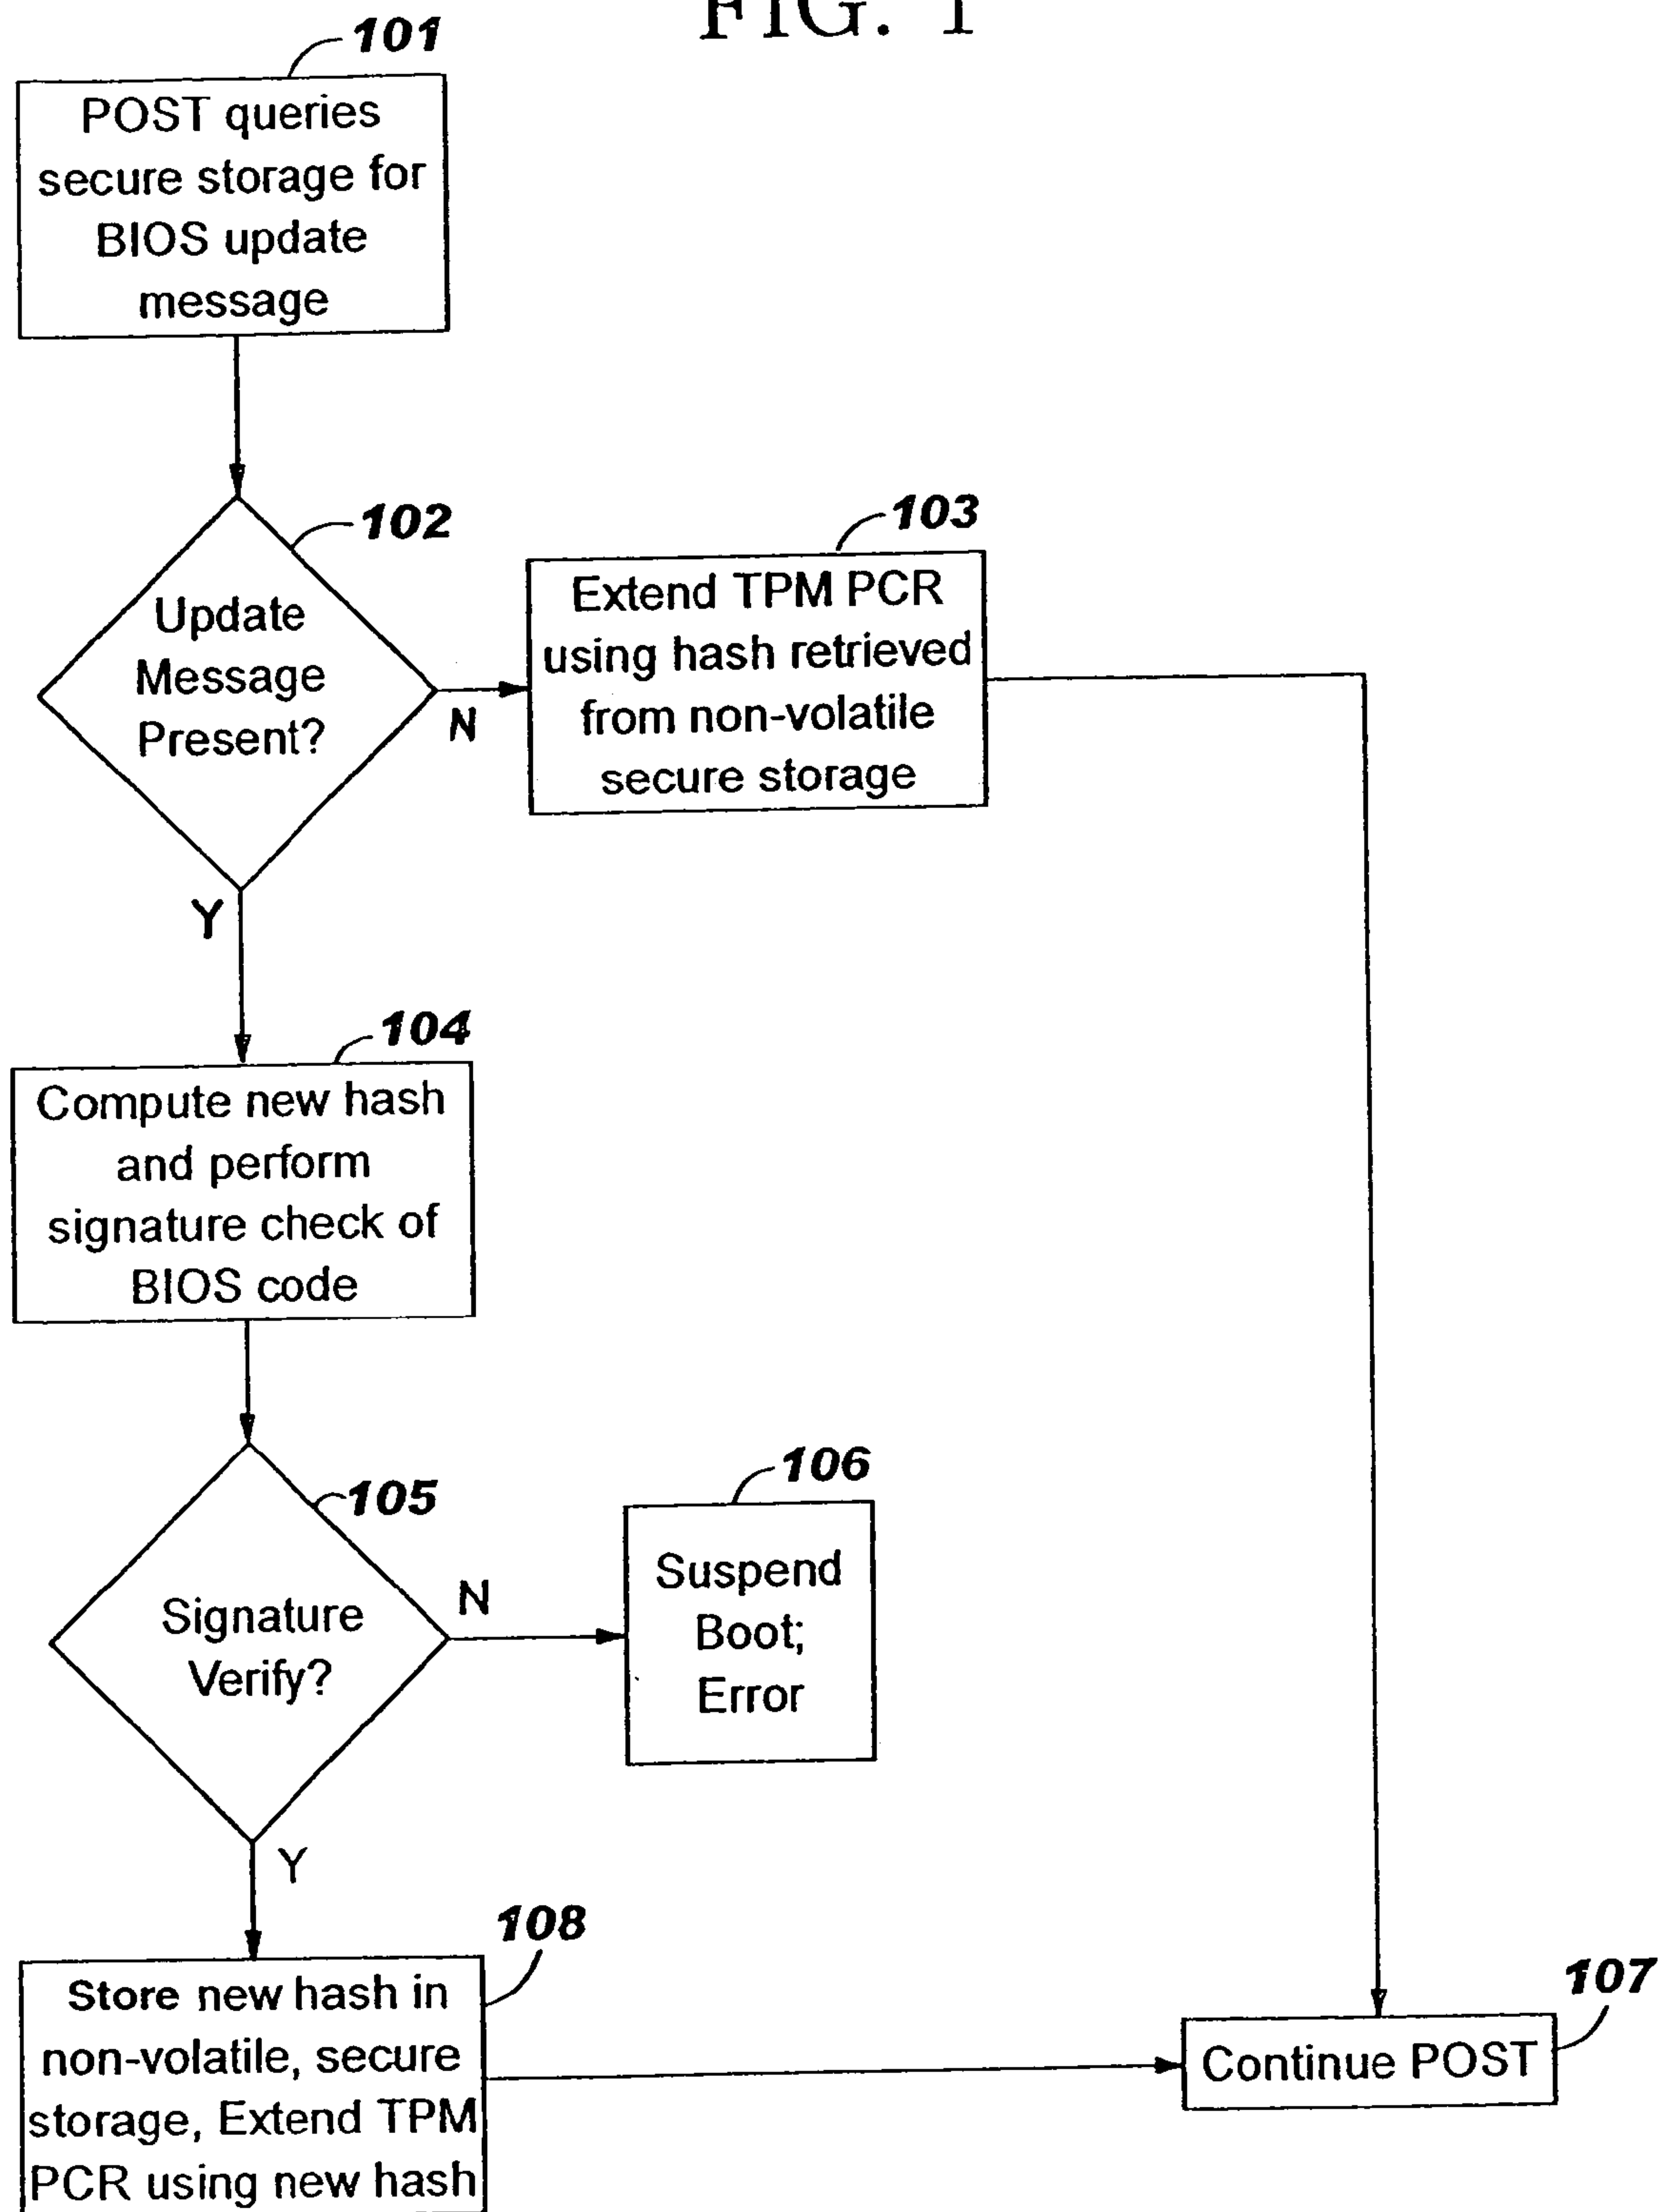 FIG. 1
101
POST queries
secure storage for
BIOS update
message
102
Update
Message
Present?
N
Y
103
Extend TPM PCR
using hash retrieved
from non-volatile
secure storage
104
Compute new hash
and perform
signature check of
BIOS code
105
Signature
Verify?
N
Y
106
Suspend
Boot;
Error
108
Store new hash in
non-volatile, secure
storage, Extend TPM
PCR using new hash
107
Continue POST